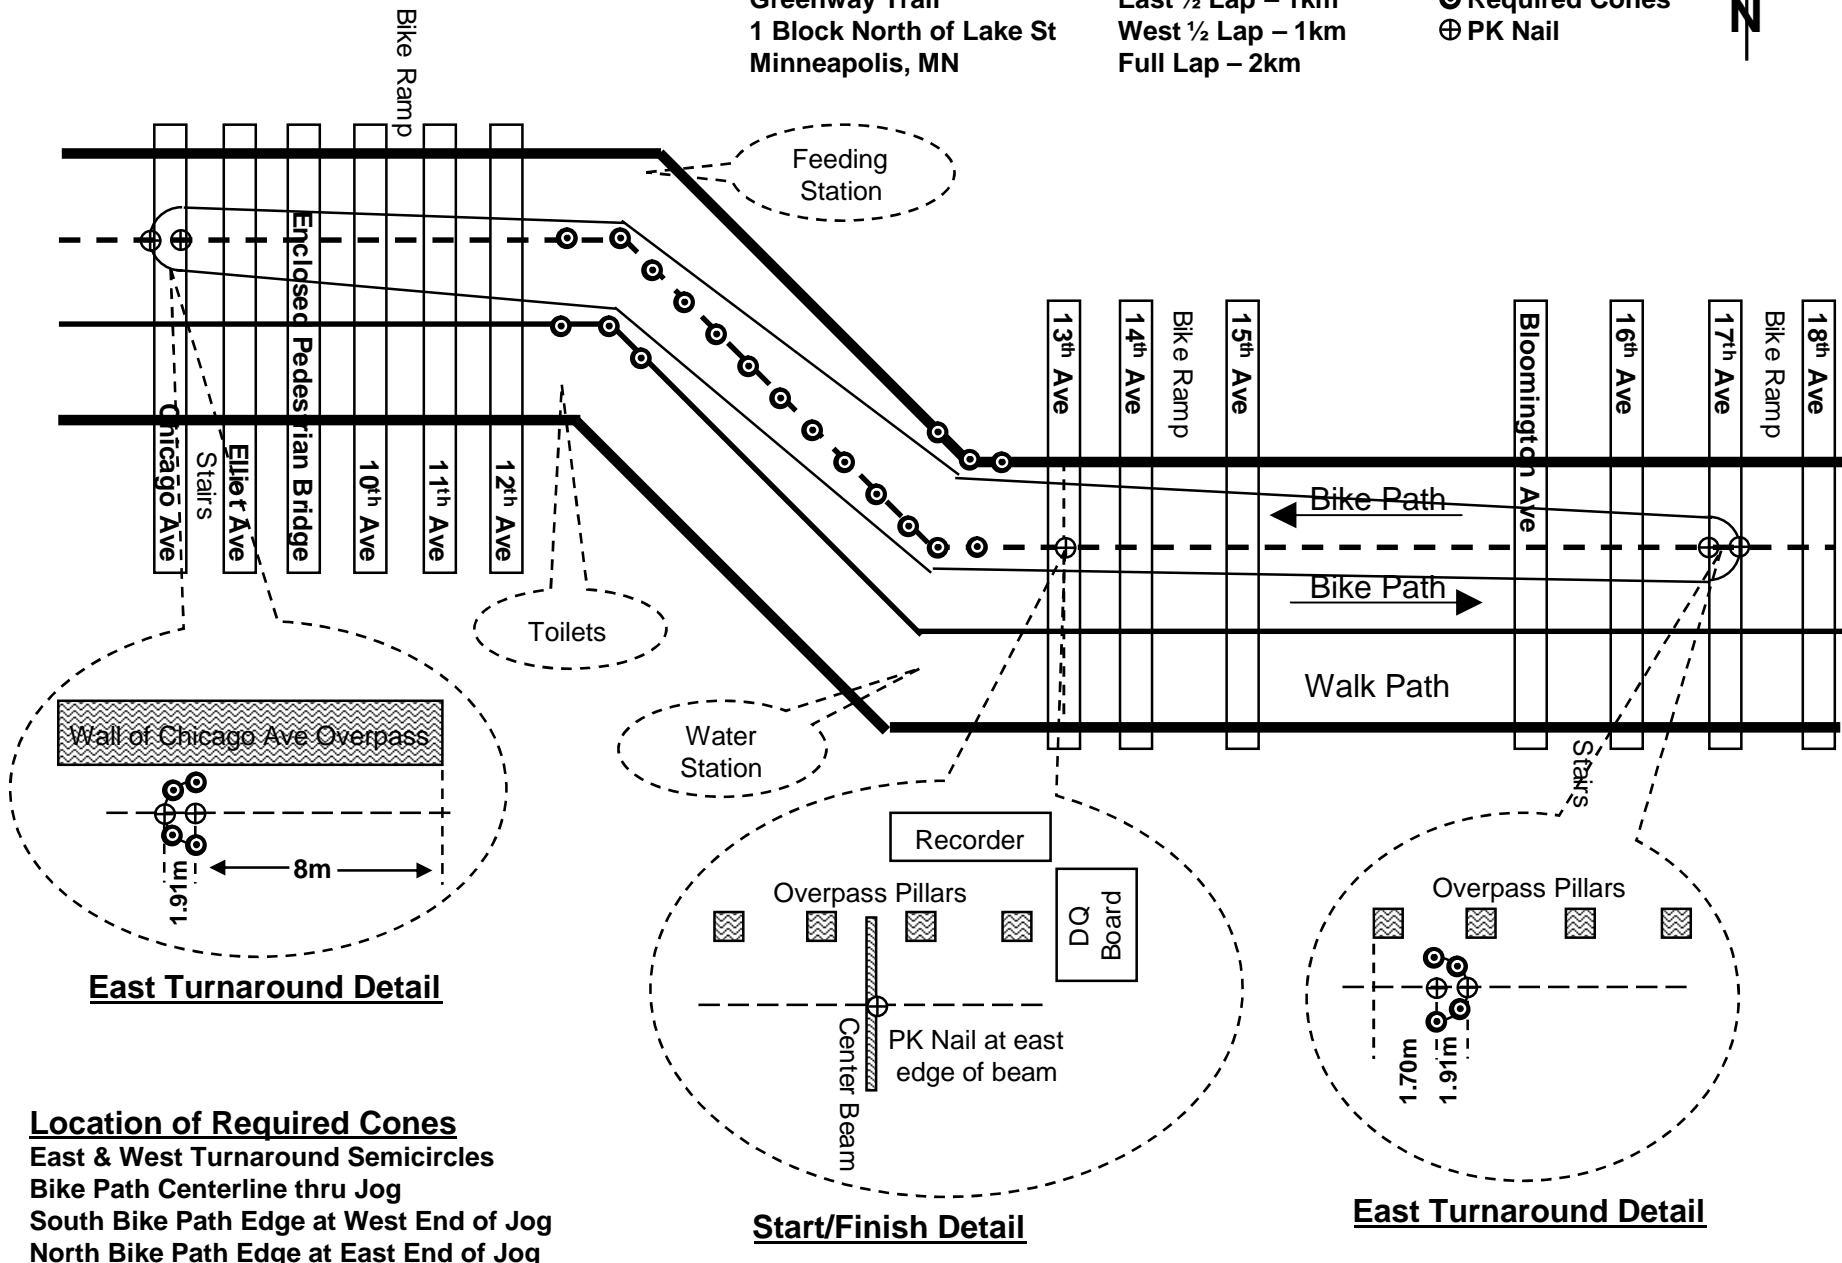 Greenway Trail
1 Block North of Lake St
Minneapolis, MN
East ½ Lap – 1km
West ½ Lap – 1km
Full Lap – 2km
Required Cones
PK Nail
N
Bike Ramp
Feeding
Station
Chicago Ave
Stairs
Elliot Ave
Enclosed Pedestrian Bridge
10th Ave
11th Ave
12th Ave
13th Ave
14th Ave
Bike Ramp
15th Ave
Bloomington Ave
16th Ave
17th Ave
Bike Ramp
18th Ave
Bike Path
Bike Path
Walk Path
Stairs
Toilets
Water
Station
Wall of Chicago Ave Overpass
8m
1.91m
East Turnaround Detail
Recorder
Overpass Pillars
DQ
Board
PK Nail at east
edge of beam
Center Beam
Start/Finish Detail
Overpass Pillars
1.70m
1.91m
East Turnaround Detail
Location of Required Cones
East & West Turnaround Semicircles
Bike Path Centerline thru Jog
South Bike Path Edge at West End of Jog
North Bike Path Edge at East End of Jog